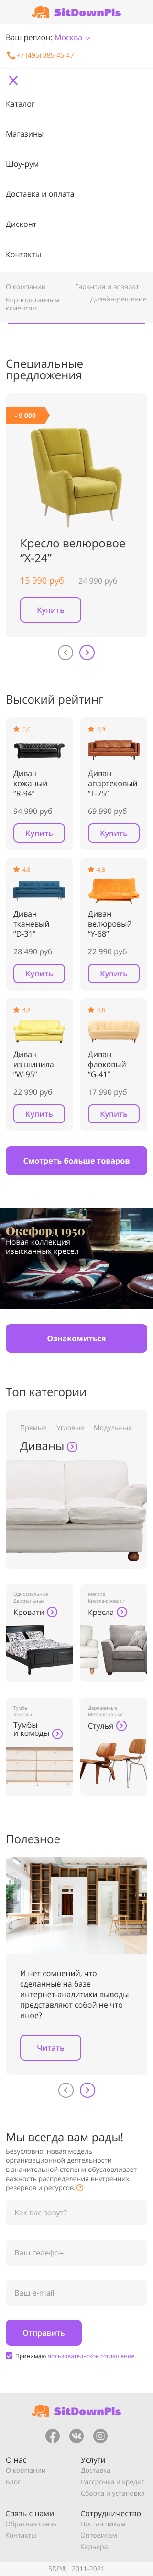 SitDownPls
Ваш регион: Москва
+7 (495) 885-45-47
Каталог
Магазины
Шоу-рум
Доставка и оплата
Дисконт
Контакты
О компании Гарантия и возврат
Корпоративным клиентам Дизайн-решение
Специальные
предложения
- 9 000
Кресло велюровое
“X-24”
15 990 руб 24 990 руб
Купить
Высокий рейтинг
5,0
Диван
кожаный
“R-94”
94 990 руб
Купить
4,9
Диван
апартековый
“T-75”
69 990 руб
Купить
4,8
Диван
тканевый
“D-31”
28 490 руб
Купить
4,8
Диван
велюровый
“Y-68”
22 990 руб
Купить
4,8
Диван
из шинила
“W-95”
22 990 руб
Купить
4,8
Диван
флоковый
“G-41”
17 990 руб
Купить
Смотреть больше товаров
Оксфорд 1950
Новая коллекция
изысканных кресел
Ознакомиться
Топ категории
Прямые Угловые Модульные
Диваны
Односпальные
Двуспальные
Кровати
Мягкие
Кресла-кровати
Кресла
Тумбы
Комоды
Тумбы
и комоды
Деревянные
Металлокаркас
Стулья
Полезное
И нет сомнений, что
сделанные на базе
интернет-аналитики выводы
представляют собой не что
иное?
Читать
Мы всегда вам рады!
Безусловно, новая модель
организационной деятельности
в значительной степени обусловливает
важность распределения внутренних
резервов и ресурсов.
Как вас зовут?
Ваш телефон
Ваш e-mail
Отправить
Принимаю пользовательское соглашение
SitDownPls
О нас
О компании
Блог
Услуги
Доставка
Рассрочка и кредит
Сборка и установка
Связь с нами
Обратная связь
Контакты
Сотрудничество
Поставщикам
Оптовикам
Карьера
SDP® 2011-2021